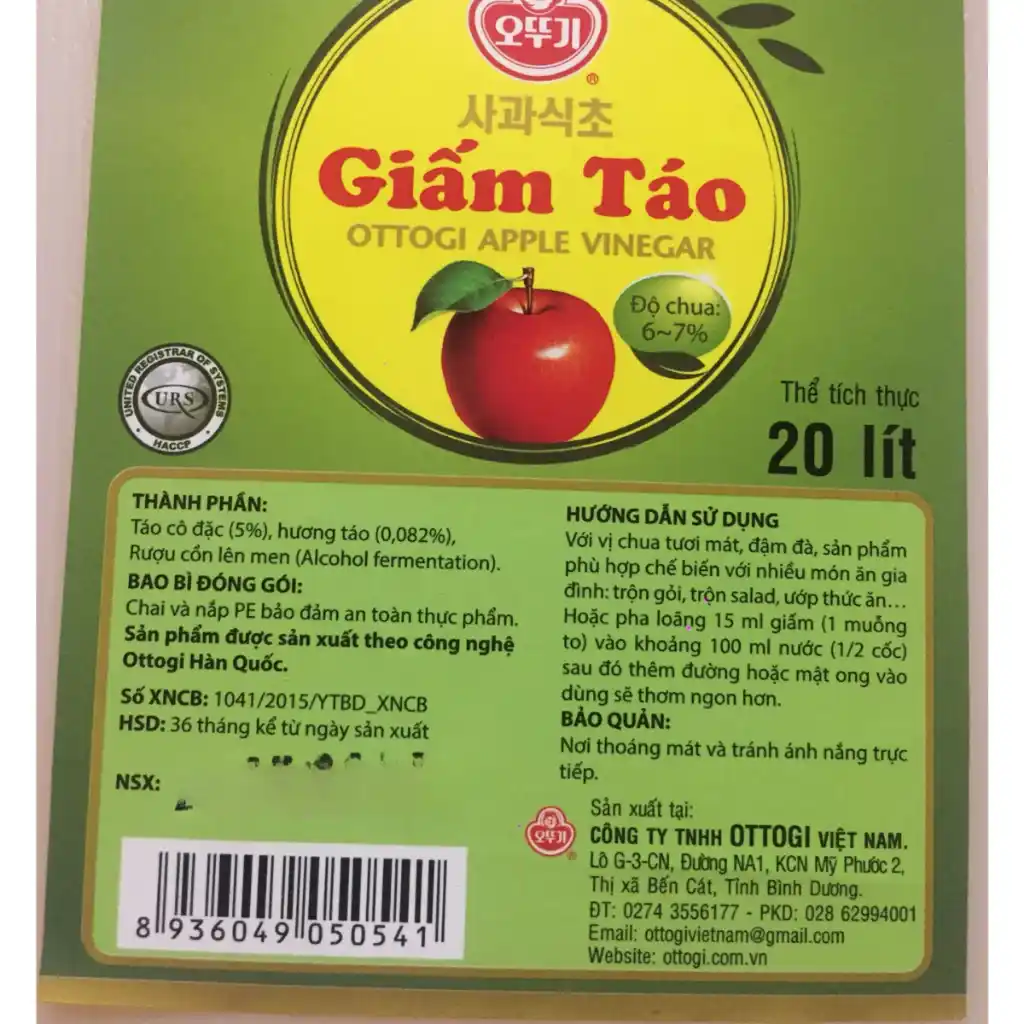 오뚜기
®
사과식초
Giấm Táo
OTTOGI APPLE VINEGAR
Độ chua:
6~7%
UNITED REGISTRAR OF SYSTEMS
URS
HACCP
Thể tích thực
20 lít
THÀNH PHẦN:
Táo cô đặc (5%), hương táo (0,082%),
Rượu cồn lên men (Alcohol fermentation).
BAO BÌ ĐÓNG GÓI:
Chai và nắp PE bảo đảm an toàn thực phẩm.
Sản phẩm được sản xuất theo công nghệ
Ottogi Hàn Quốc.
Số XNCB: 1041/2015/YTBD_XNCB
HSD: 36 tháng kể từ ngày sản xuất
NSX:
8 936049 050541
HƯỚNG DẪN SỬ DỤNG
Với vị chua tươi mát, đậm đà, sản phẩm
phù hợp chế biến với nhiều món ăn gia
đình: trộn gỏi, trộn salad, ướp thức ăn...
Hoặc pha loãng 15 ml giấm (1 muỗng
to) vào khoảng 100 ml nước (1/2 cốc)
sau đó thêm đường hoặc mật ong vào
dùng sẽ thơm ngon hơn.
BẢO QUẢN:
Nơi thoáng mát và tránh ánh nắng trực
tiếp.
오뚜기
®
Sản xuất tại:
CÔNG TY TNHH OTTOGI VIỆT NAM.
Lô G-3-CN, Đường NA1, KCN Mỹ Phước 2,
Thị xã Bến Cát, Tỉnh Bình Dương.
ĐT: 0274 3556177 - PKD: 028 62994001
Email: ottogivietnam@gmail.com
Website: ottogi.com.vn